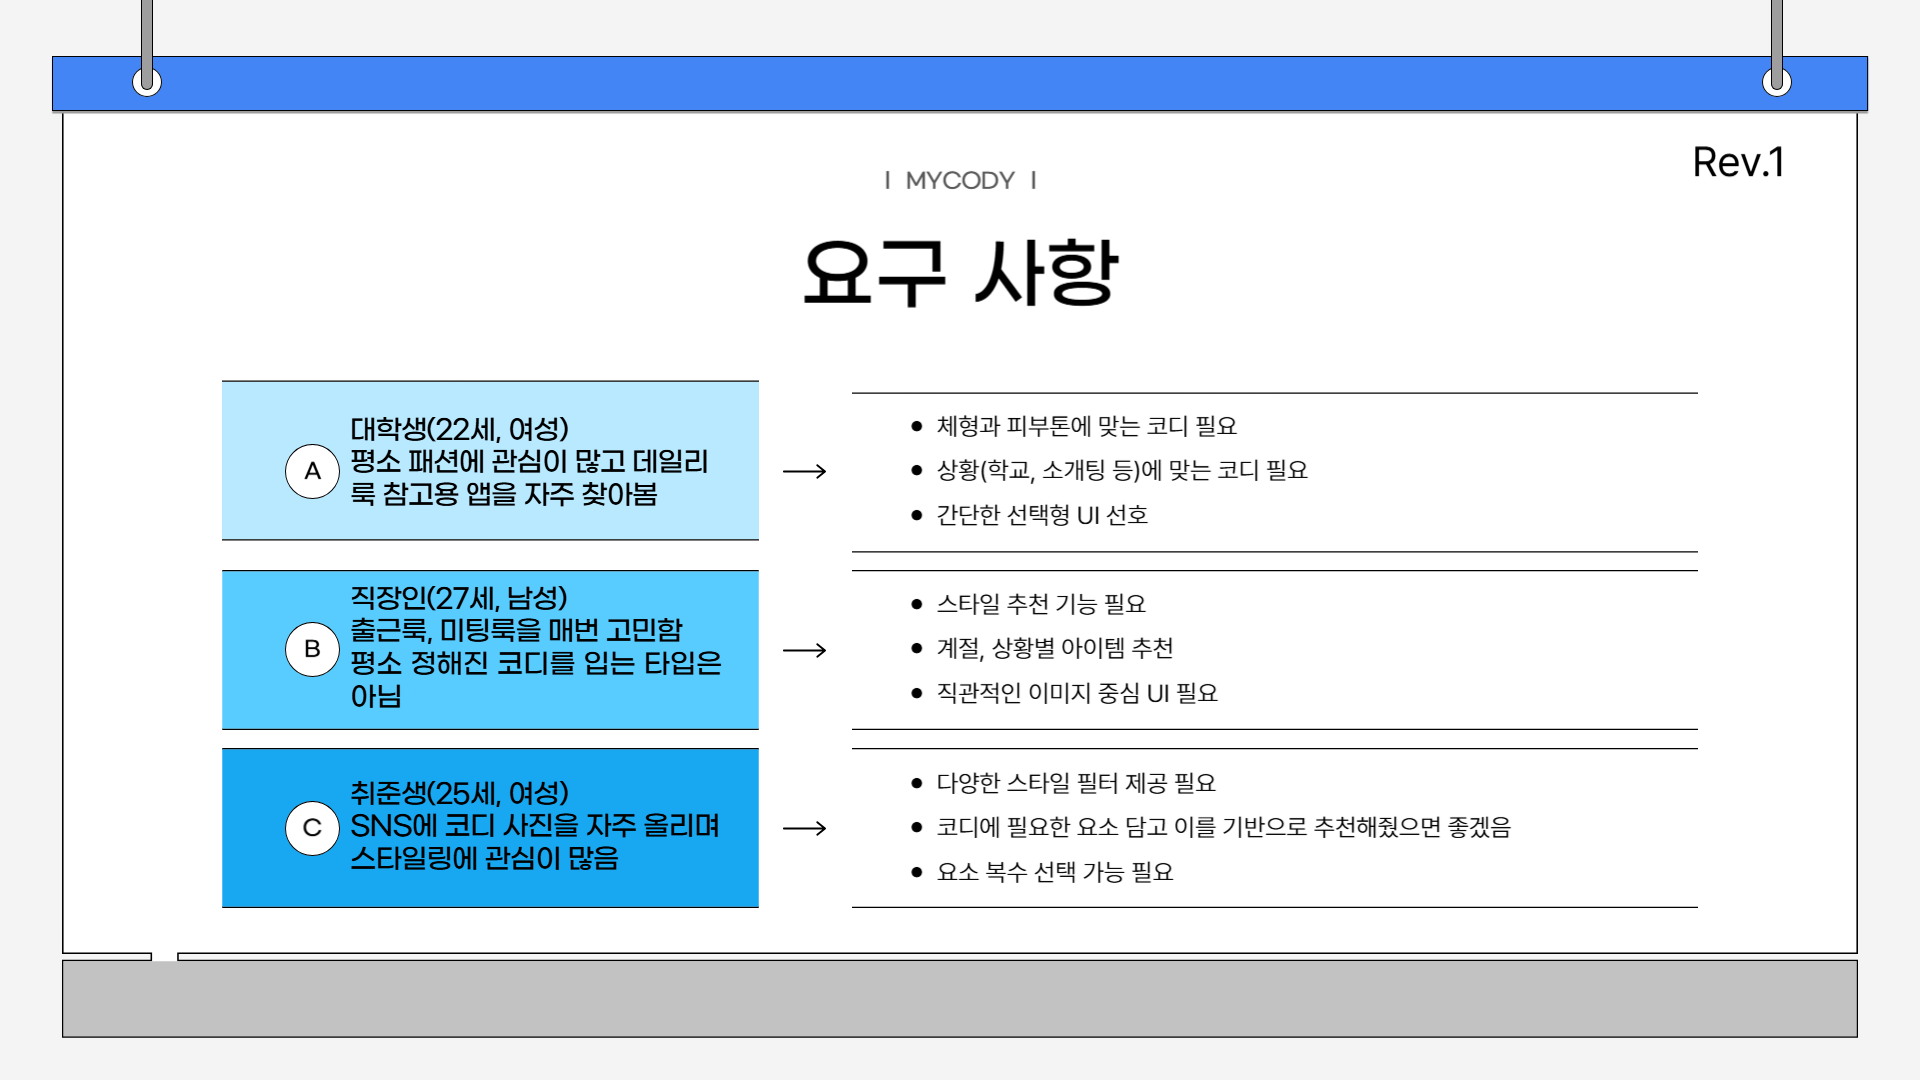 Rev.1
| MYCODY |
요구 사항
대학생(22세, 여성)
평소 패션에 관심이 많고 데일리
룩 참고용 앱을 자주 찾아봄
A
체형과 피부톤에 맞는 코디 필요
상황(학교, 소개팅 등)에 맞는 코디 필요
간단한 선택형 UI 선호
직장인(27세, 남성)
출근룩, 미팅룩을 매번 고민함
평소 정해진 코디를 입는 타입은
아님
B
스타일 추천 기능 필요
계절, 상황별 아이템 추천
직관적인 이미지 중심 UI 필요
취준생(25세, 여성)
SNS에 코디 사진을 자주 올리며
스타일링에 관심이 많음
C
다양한 스타일 필터 제공 필요
코디에 필요한 요소 담고 이를 기반으로 추천해줬으면 좋겠음
요소 복수 선택 가능 필요